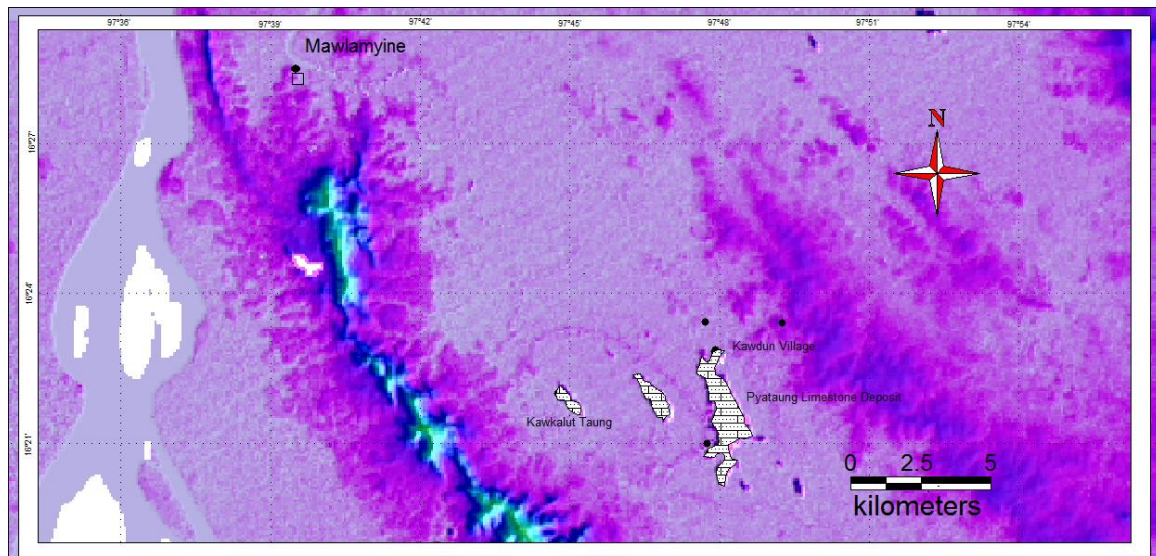 97°36' 97°39' 97°42' 97°45' 97°48' 97°51' 97°54'
Mawlamyine
N
16°27'
16°24'
Kawdun Village
Pyataung Limestone Deposit
Kawkalut Taung
16°21'
0 2.5 5
kilometers